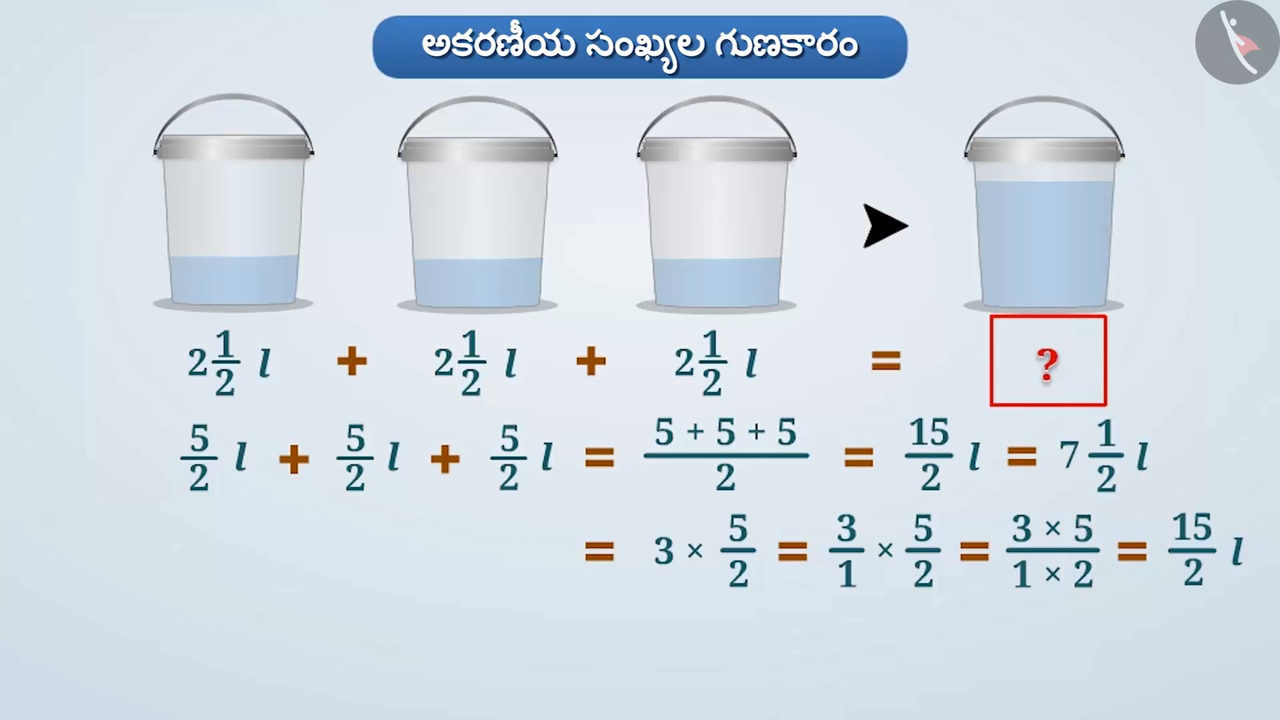 అకరణీయ సంఖ్యల గుణకారం
2 1/2 l + 2 1/2 l + 2 1/2 l = ?
5/2 l + 5/2 l + 5/2 l = (5 + 5 + 5)/2 = 15/2 l = 7 1/2 l
= 3 × 5/2 = 3/1 × 5/2 = (3 × 5)/(1 × 2) = 15/2 l